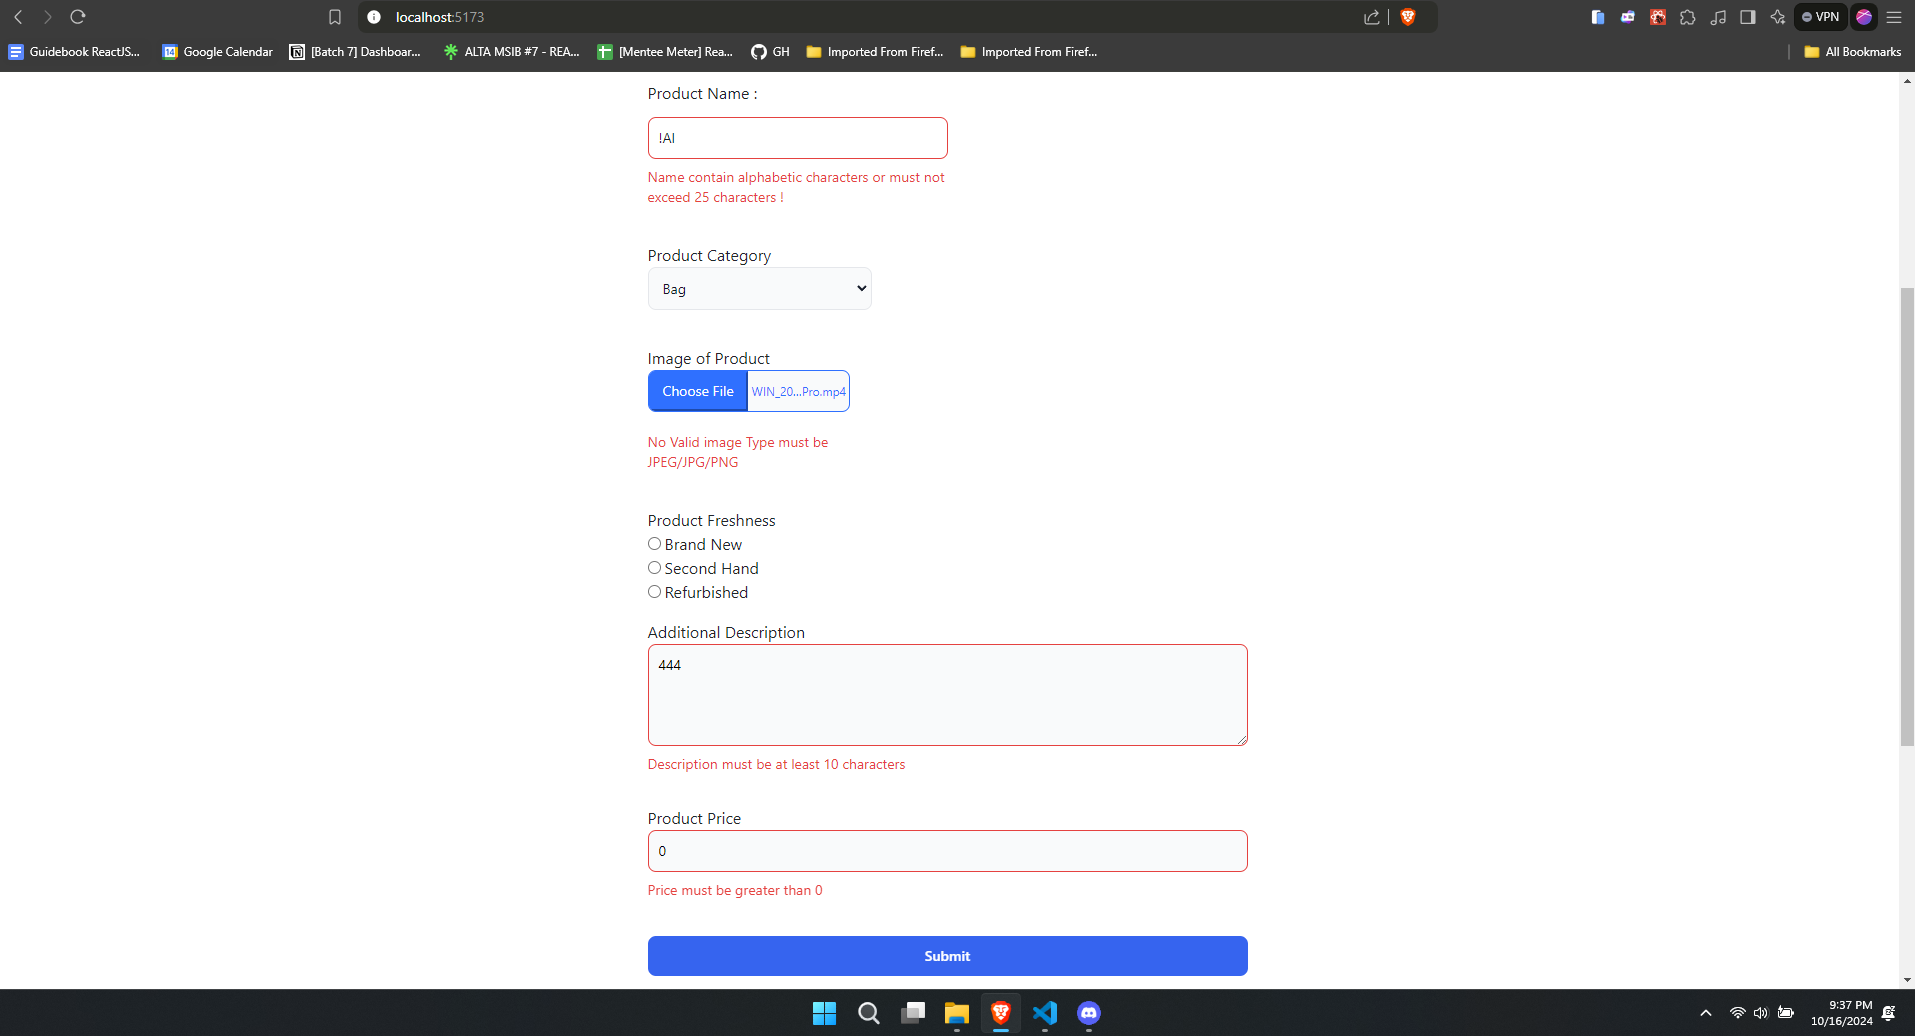 localhost:5173
VPN
Guidebook ReactJS...
Google Calendar
[Batch 7] Dashboar...
ALTA MSIB #7 - REA...
[Mentee Meter] Rea...
GH
Imported From Firef...
Imported From Firef...
All Bookmarks
Product Name :
!Al
Name contain alphabetic characters or must not
exceed 25 characters !
Product Category
Bag
Image of Product
Choose File
WIN_20...Pro.mp4
No Valid image Type must be
JPEG/JPG/PNG
Product Freshness
Brand New
Second Hand
Refurbished
Additional Description
444
Description must be at least 10 characters
Product Price
0
Price must be greater than 0
Submit
9:37 PM
10/16/2024